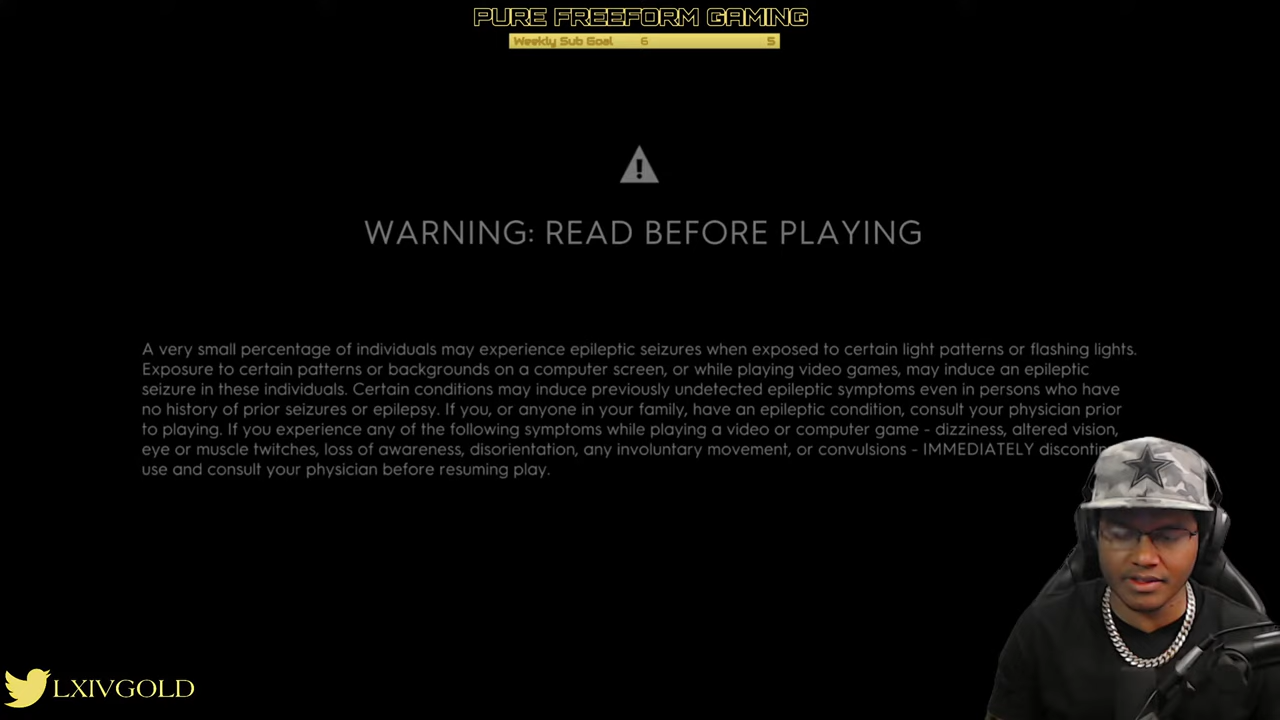 PURE FREEFORM GAMING
Weekly Sub Goal 6 5
WARNING: READ BEFORE PLAYING
A very small percentage of individuals may experience epileptic seizures when exposed to certain light patterns or flashing lights.
Exposure to certain patterns or backgrounds on a computer screen, or while playing video games, may induce an epileptic
seizure in these individuals. Certain conditions may induce previously undetected epileptic symptoms even in persons who have
no history of prior seizures or epilepsy. If you, or anyone in your family, have an epileptic condition, consult your physician prior
to playing. If you experience any of the following symptoms while playing a video or computer game - dizziness, altered vision,
eye or muscle twitches, loss of awareness, disorientation, any involuntary movement, or convulsions - IMMEDIATELY discontin
use and consult your physician before resuming play.
LXIVGOLD